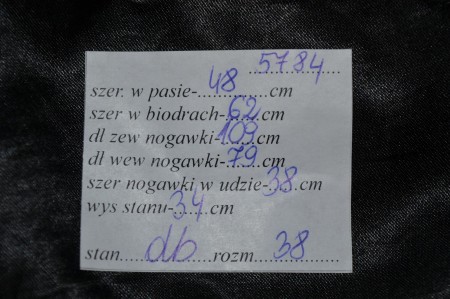 5784
szer. w pasie-48cm
szer w biodrach-62cm
dl zew nogawki-109cm
dl wew nogawki-79cm
szer nogawki w udzie-38cm
wys stanu-34cm
stan db rozm 38